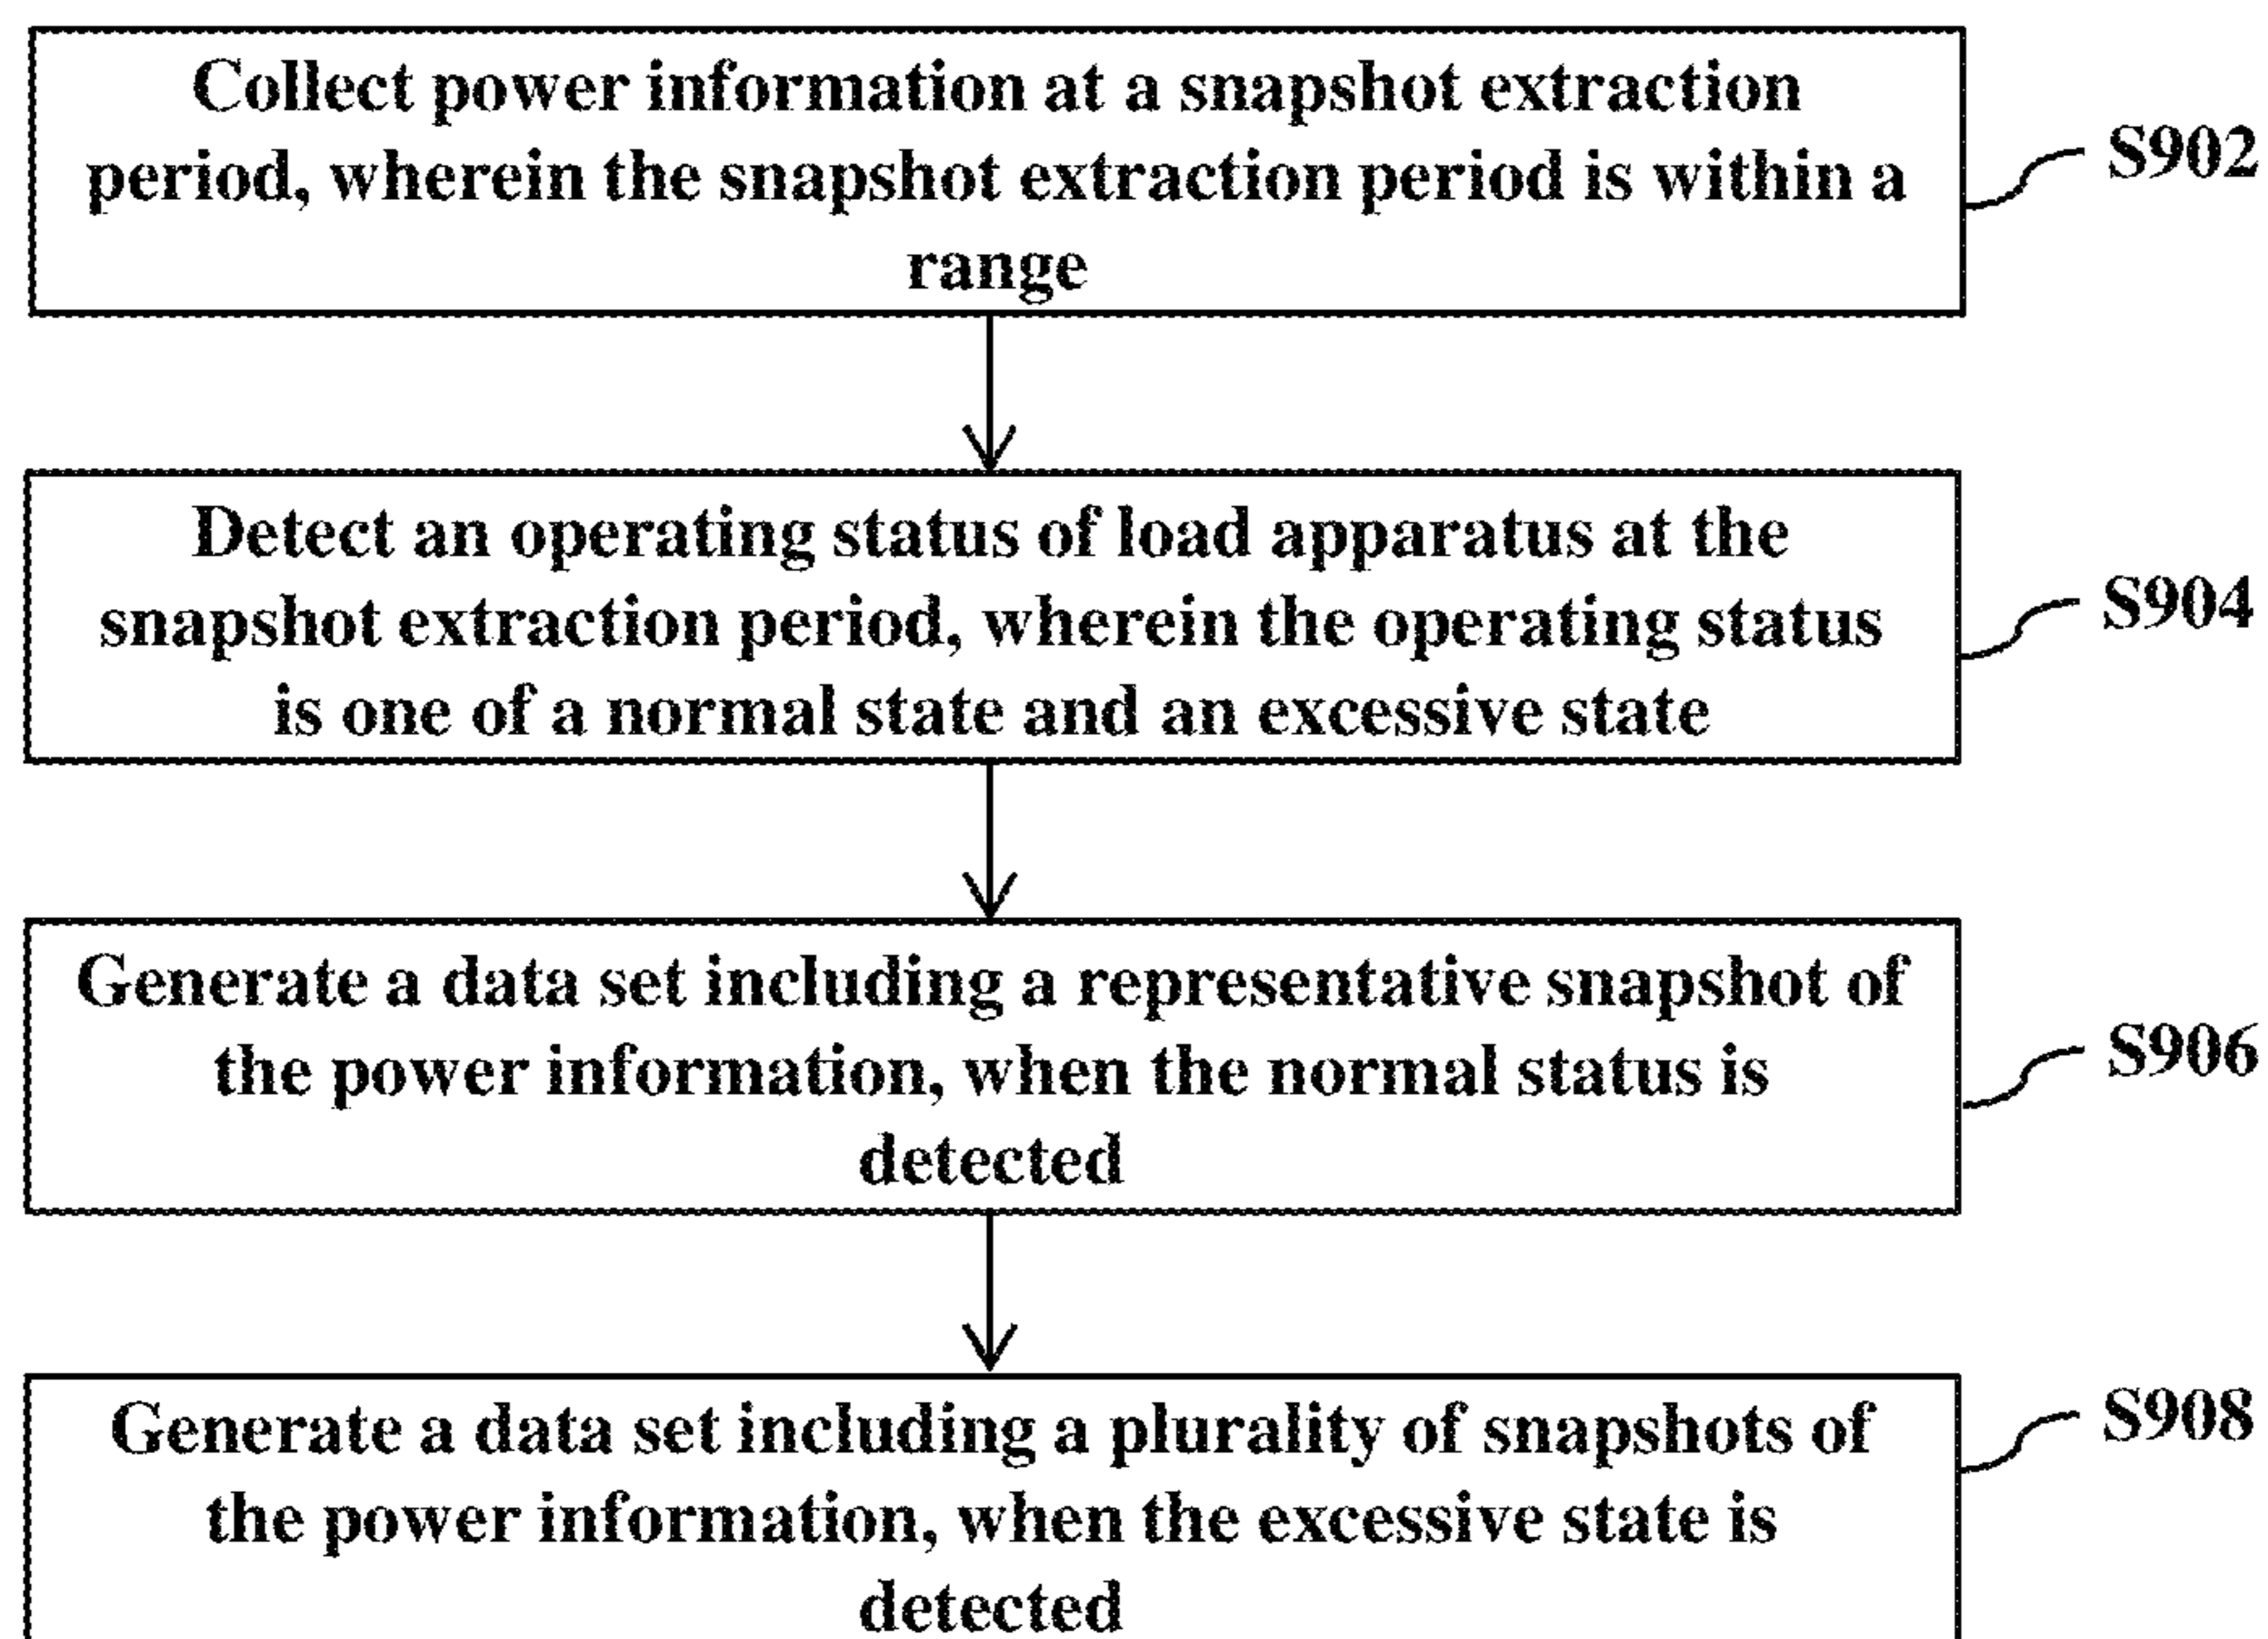 Collect power information at a snapshot extraction
period, wherein the snapshot extraction period is within a
range
S902
Detect an operating status of load apparatus at the
snapshot extraction period, wherein the operating status
is one of a normal state and an excessive state
S904
Generate a data set including a representative snapshot of
the power information, when the normal status is
detected
S906
Generate a data set including a plurality of snapshots of
the power information, when the excessive state is
detected
S908